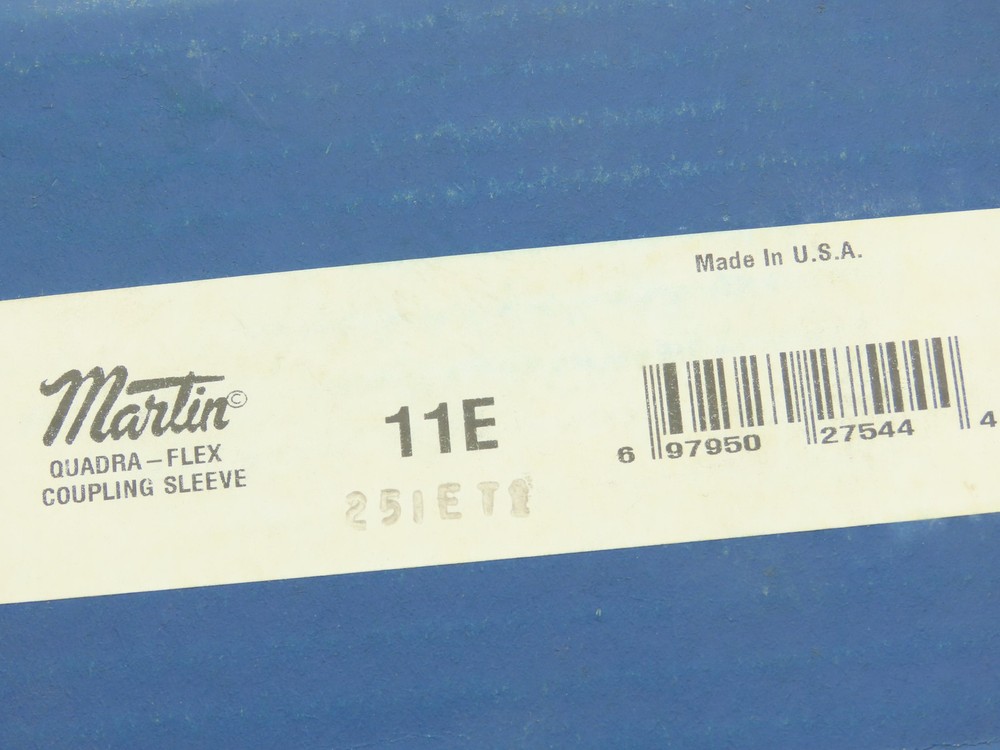 Made In U.S.A.
Martin©
QUADRA-FLEX
COUPLING SLEEVE
11E
6 97950 27544 4